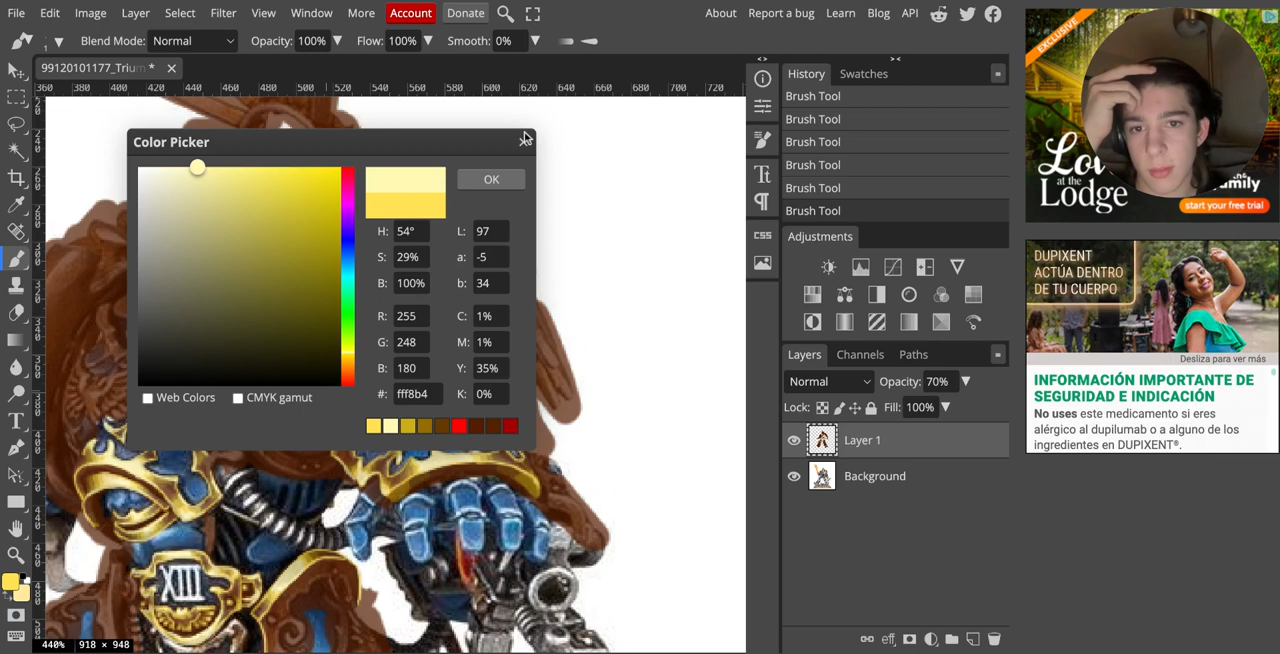 File Edit Image Layer Select Filter View Window More Account Donate
About Report a bug Learn Blog API
1 Blend Mode: Normal Opacity: 100% Flow: 100% Smooth: 0%
99120101177_Trium *
360 380 400 420 440 460 480 500 520 540 560 580 600 620 640 660 680 700 720
Color Picker
OK
H: 54° L: 97
S: 29% a: -5
B: 100% b: 34
R: 255 C: 1%
G: 248 M: 1%
B: 180 Y: 35%
#: fff8b4 K: 0%
Web Colors CMYK gamut
XIII
440% 918 × 948
CSS
History Swatches
Brush Tool
Brush Tool
Brush Tool
Brush Tool
Brush Tool
Brush Tool
Adjustments
Layers Channels Paths
Normal Opacity: 70%
Lock: Fill: 100%
Layer 1
Background
eff
EXCLUSIVE
at the
Lodge
family
start your free trial
DUPIXENT
ACTÚA DENTRO
DE TU CUERPO
Desliza para ver más
INFORMACIÓN IMPORTANTE DE
SEGURIDAD E INDICACIÓN
No uses este medicamento si eres
alérgico al dupilumab o a alguno de los
ingredientes en DUPIXENT®.